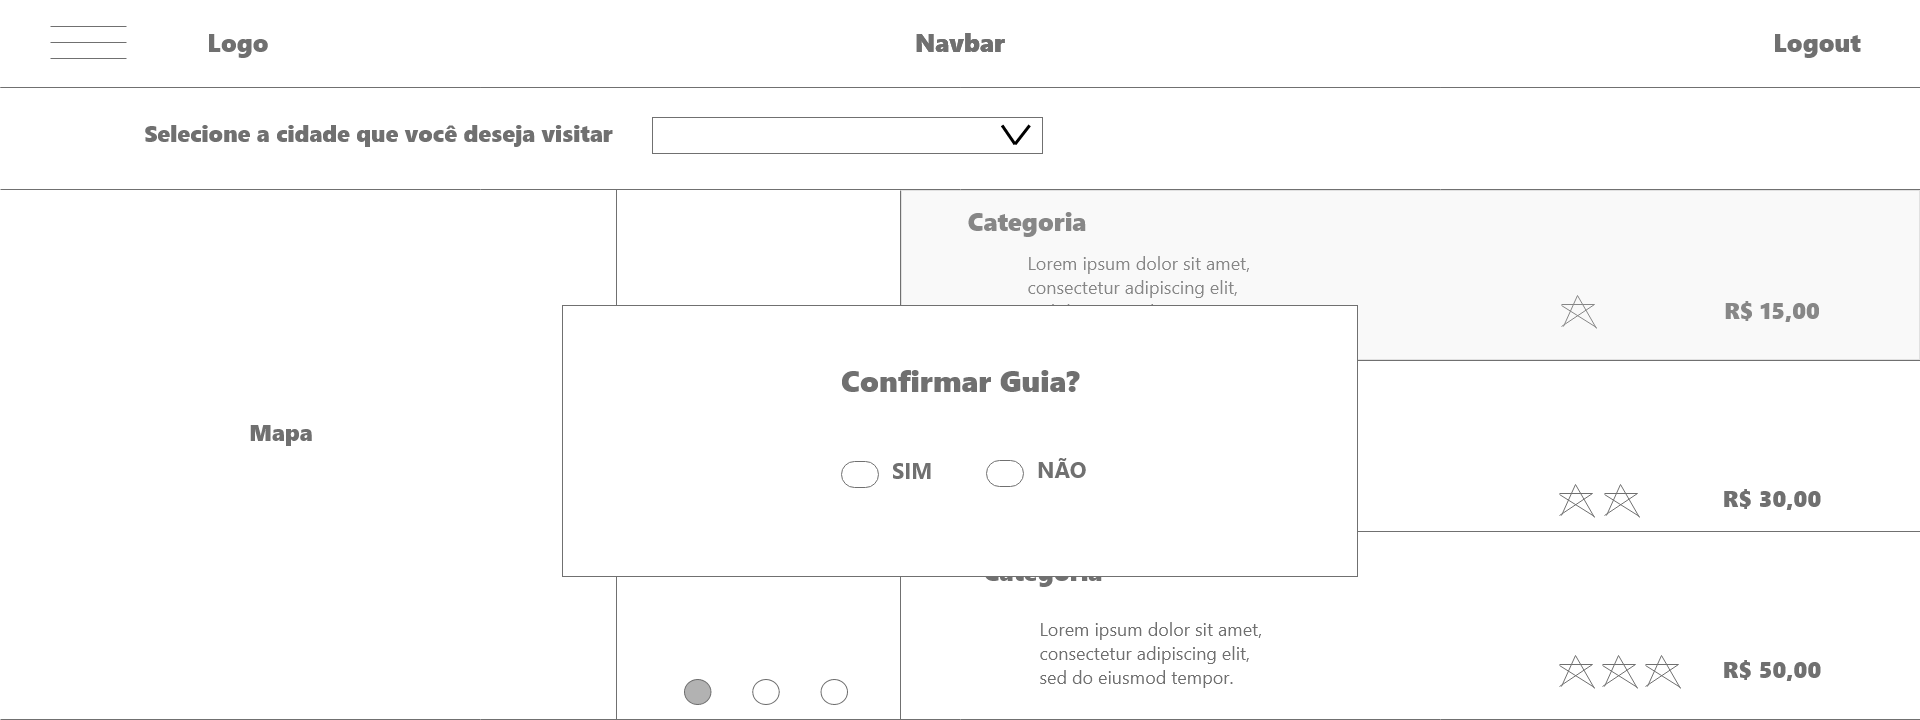 Logo
Navbar
Logout
Selecione a cidade que você deseja visitar
Categoria
Lorem ipsum dolor sit amet,
consectetur adipiscing elit,
R$ 15,00
Confirmar Guia?
Mapa
SIM
NÃO
R$ 30,00
Categoria
Lorem ipsum dolor sit amet,
consectetur adipiscing elit,
sed do eiusmod tempor.
R$ 50,00